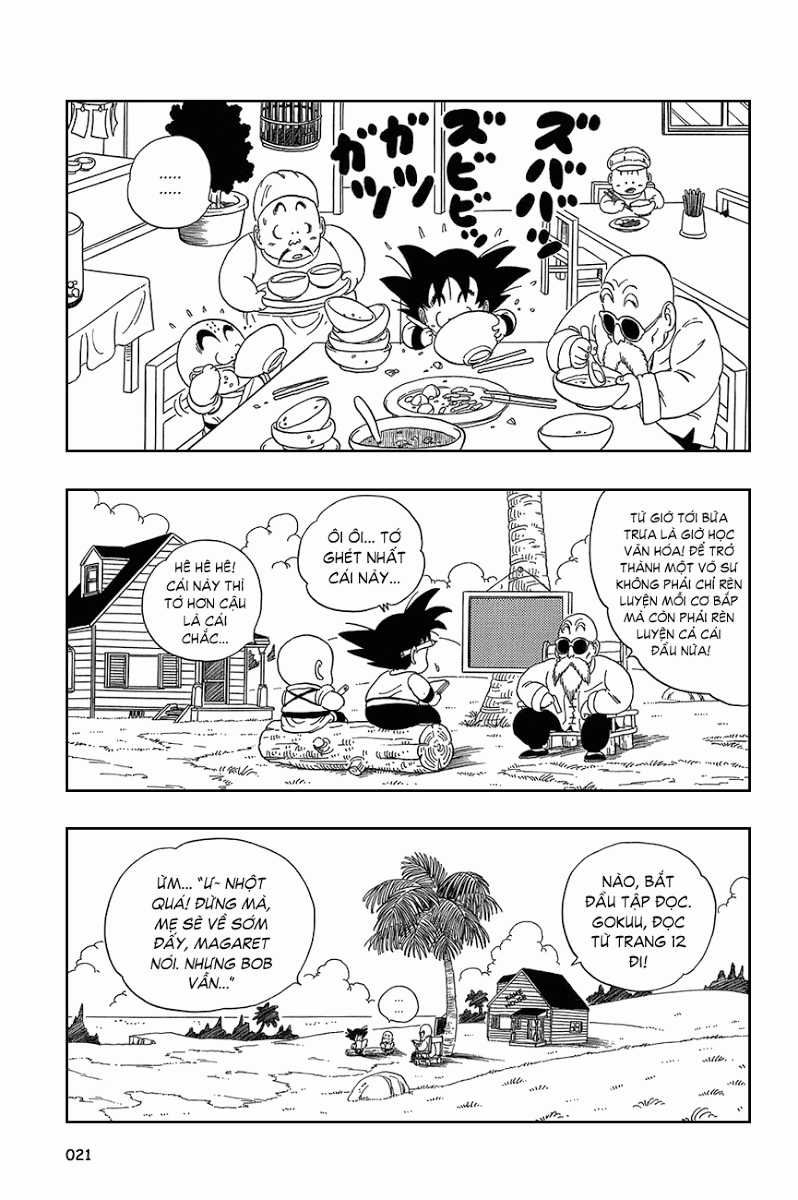 ......
......
ガツ
ガツ
ズビビビ
ズババッ
TỪ GIỜ TỚI BỮA
TRƯA LÀ GIỜ HỌC
VĂN HÓA! ĐỂ TRỞ
THÀNH MỘT VÕ SƯ
KHÔNG PHẢI CHỈ RÈN
LUYỆN MỖI CƠ BẮP
MÀ CÒN PHẢI RÈN
LUYỆN CẢ CÁI
ĐẦU NỮA!
ÔI ÔI... TỚ
GHÉT NHẤT
CÁI NÀY...
HÊ HÊ HÊ!
CÁI NÀY THÌ
TỚ HƠN CẬU
LÀ CÁI
CHẮC...
NÀO, BẮT
ĐẦU TẬP ĐỌC.
GOKUU, ĐỌC
TỪ TRANG 12
ĐI!
ỪM... "Ư- NHỘT
QUÁ! ĐỪNG MÀ,
MẸ SẼ VỀ SỚM
ĐẤY, MAGARET
NÓI. NHƯNG BOB
VẪN..."
...
...
KAME
HOUSE
021